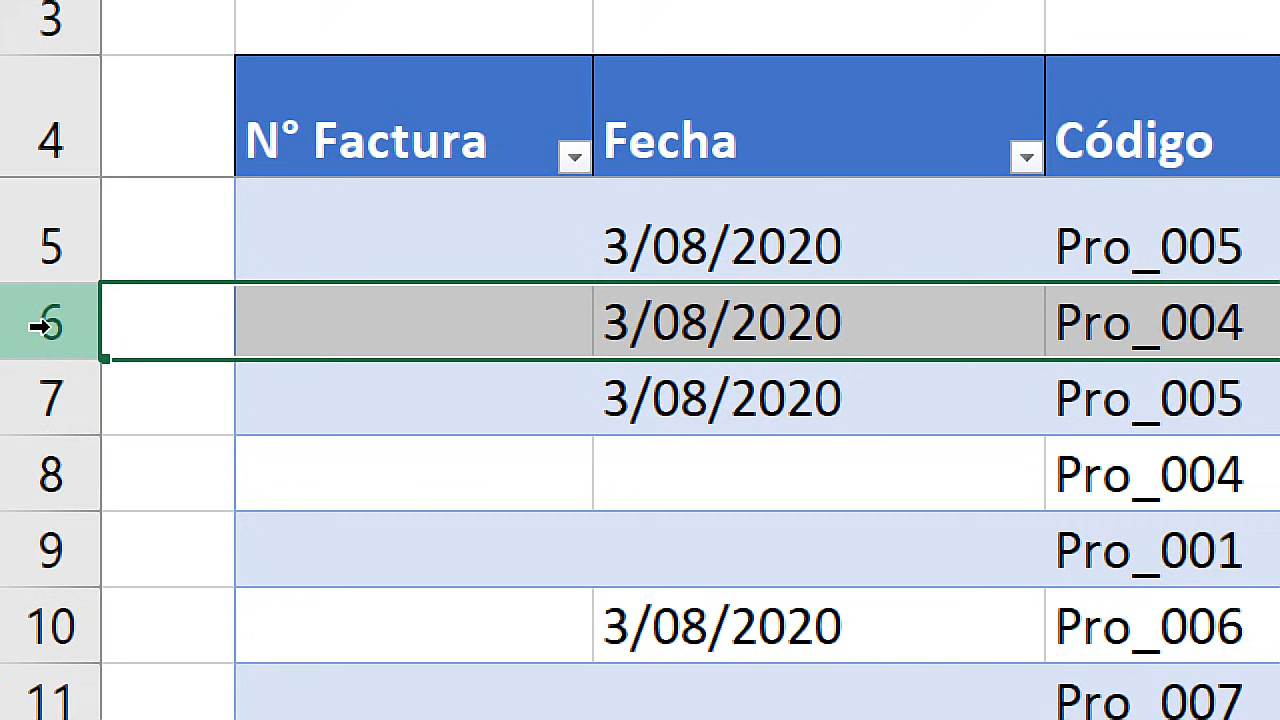 3
4 N° Factura Fecha Código
5 3/08/2020 Pro_005
6 3/08/2020 Pro_004
7 3/08/2020 Pro_005
8 Pro_004
9 Pro_001
10 3/08/2020 Pro_006
11 Pro_007